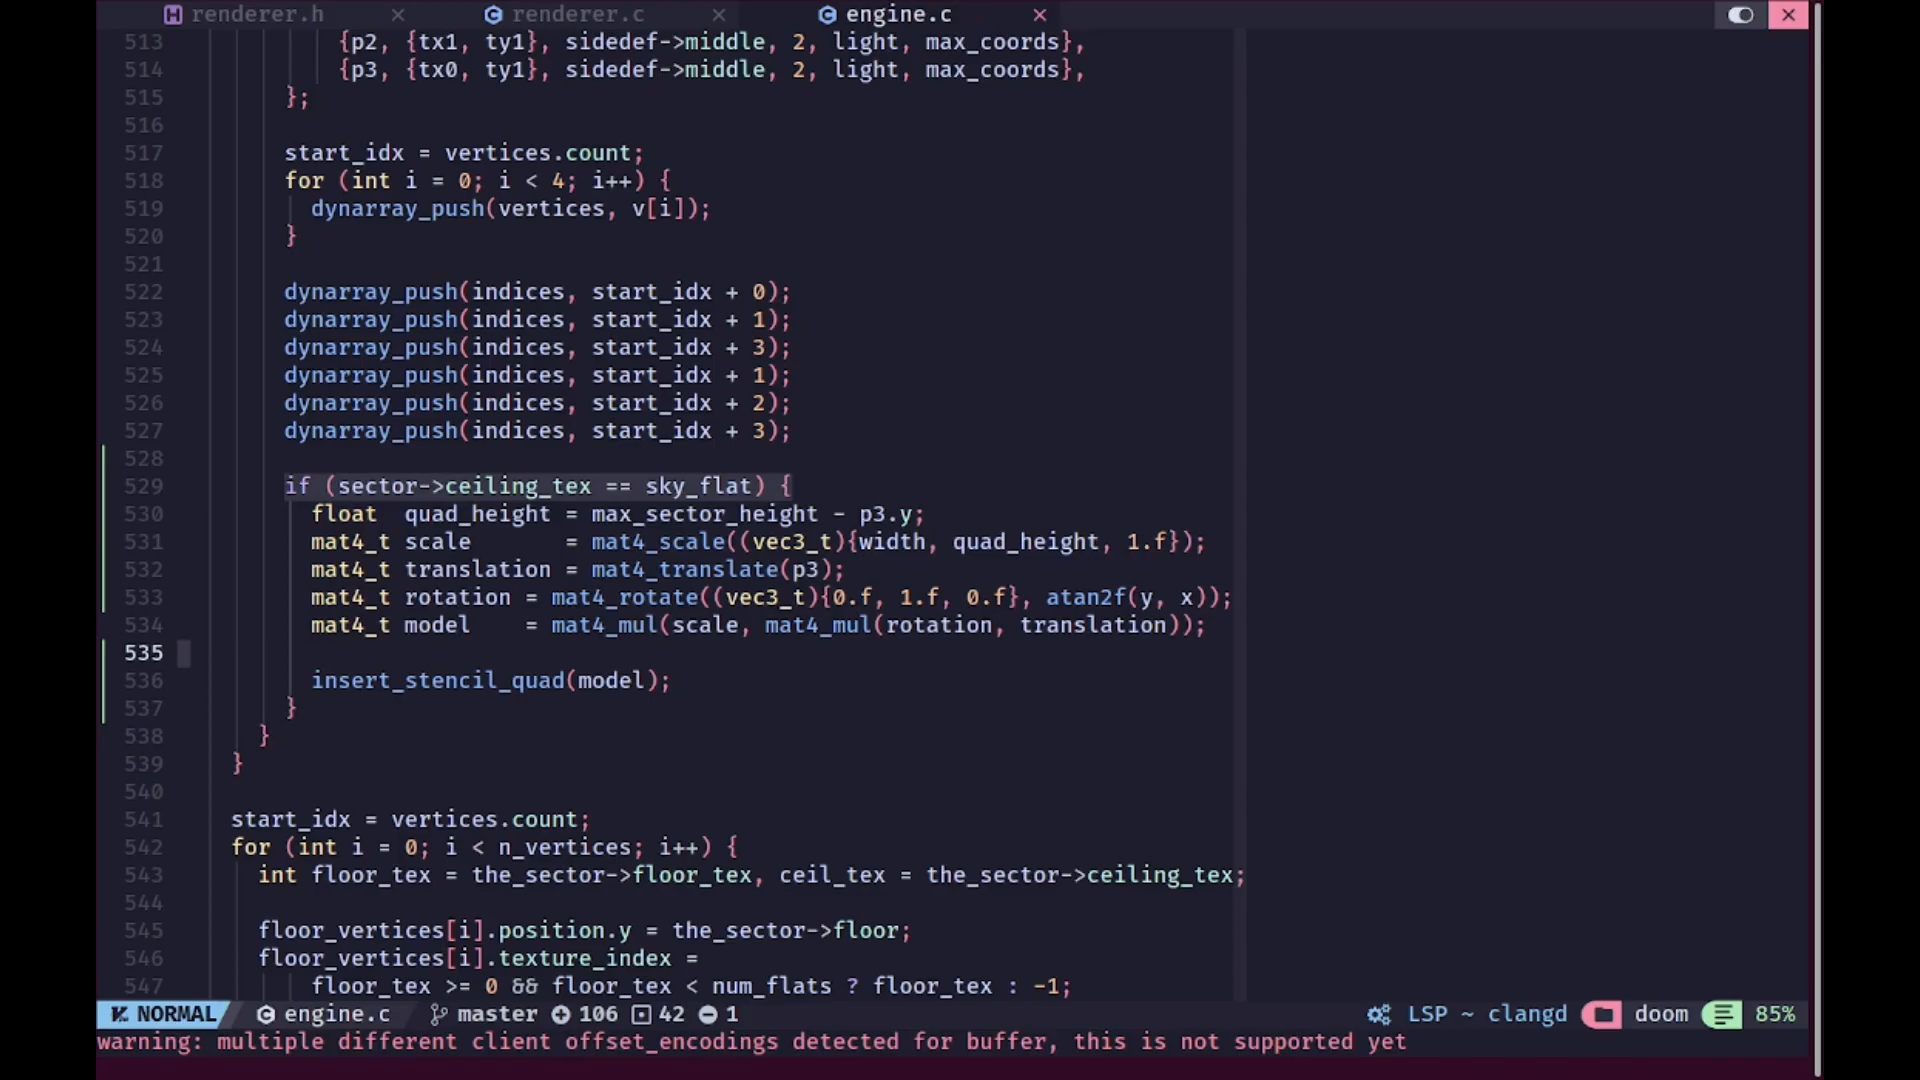 renderer.h renderer.c engine.c
513 {p2, {tx1, ty1}, sidedef->middle, 2, light, max_coords},
514 {p3, {tx0, ty1}, sidedef->middle, 2, light, max_coords},
515 };
516
517 start_idx = vertices.count;
518 for (int i = 0; i < 4; i++) {
519 dynarray_push(vertices, v[i]);
520 }
521
522 dynarray_push(indices, start_idx + 0);
523 dynarray_push(indices, start_idx + 1);
524 dynarray_push(indices, start_idx + 3);
525 dynarray_push(indices, start_idx + 1);
526 dynarray_push(indices, start_idx + 2);
527 dynarray_push(indices, start_idx + 3);
528
529 if (sector->ceiling_tex == sky_flat) {
530 float quad_height = max_sector_height - p3.y;
531 mat4_t scale = mat4_scale((vec3_t){width, quad_height, 1.f});
532 mat4_t translation = mat4_translate(p3);
533 mat4_t rotation = mat4_rotate((vec3_t){0.f, 1.f, 0.f}, atan2f(y, x));
534 mat4_t model = mat4_mul(scale, mat4_mul(rotation, translation));
535
536 insert_stencil_quad(model);
537 }
538 }
539 }
540
541 start_idx = vertices.count;
542 for (int i = 0; i < n_vertices; i++) {
543 int floor_tex = the_sector->floor_tex, ceil_tex = the_sector->ceiling_tex;
544
545 floor_vertices[i].position.y = the_sector->floor;
546 floor_vertices[i].texture_index =
547 floor_tex >= 0 && floor_tex < num_flats ? floor_tex : -1;
NORMAL engine.c master 106 42 1 LSP ~ clangd doom 85%
warning: multiple different client offset_encodings detected for buffer, this is not supported yet